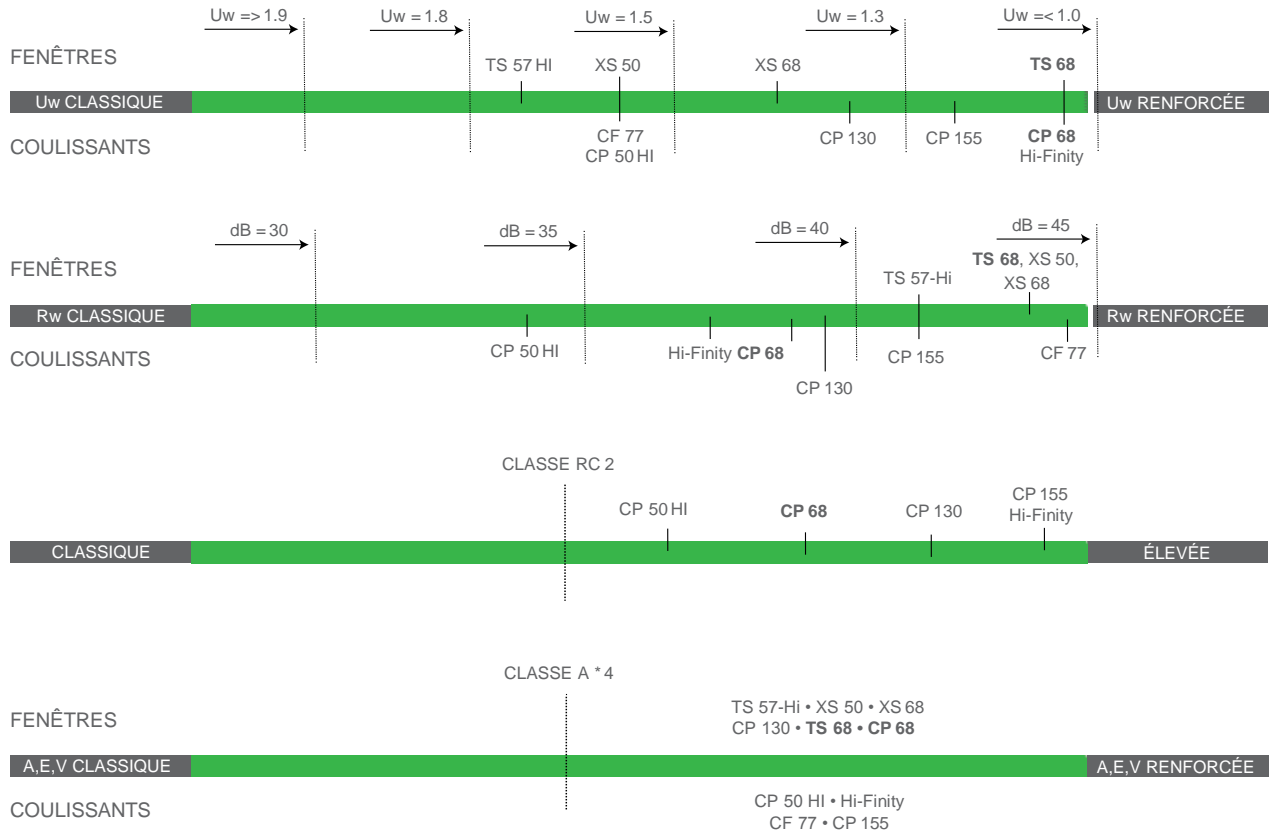 Uw => 1.9
Uw = 1.8
Uw = 1.5
Uw = 1.3
Uw =< 1.0
FENÊTRES
TS 57 HI
XS 50
XS 68
TS 68
Uw CLASSIQUE
Uw RENFORCÉE
COULISSANTS
CF 77
CP 50 HI
CP 130
CP 155
CP 68
Hi-Finity
dB = 30
dB = 35
dB = 40
dB = 45
FENÊTRES
TS 57-Hi
TS 68, XS 50,
XS 68
Rw CLASSIQUE
Rw RENFORCÉE
COULISSANTS
CP 50 HI
Hi-Finity CP 68
CP 130
CP 155
CF 77
CLASSE RC 2
CP 50 HI
CP 68
CP 130
CP 155
Hi-Finity
CLASSIQUE
ÉLEVÉE
CLASSE A * 4
FENÊTRES
TS 57-Hi • XS 50 • XS 68
CP 130 • TS 68 • CP 68
A,E,V CLASSIQUE
A,E,V RENFORCÉE
COULISSANTS
CP 50 HI • Hi-Finity
CF 77 • CP 155